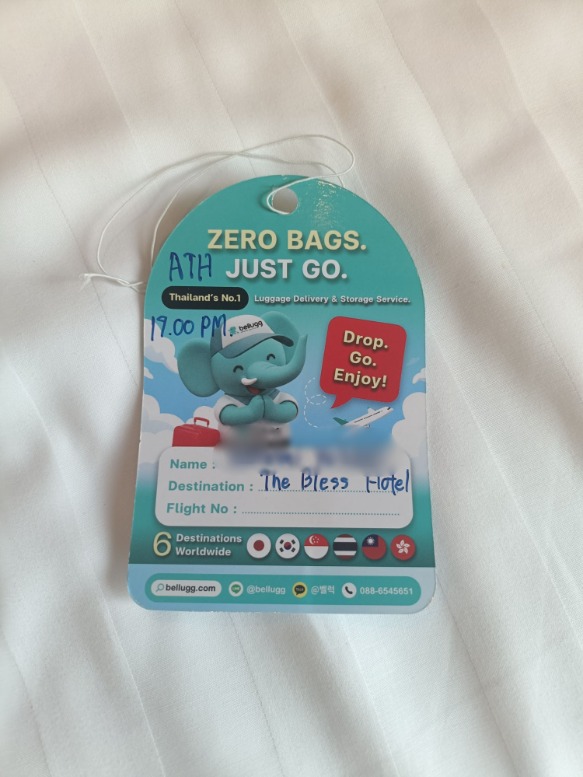 ZERO BAGS.
ATH JUST GO.
Thailand's No.1 Luggage Delivery & Storage Service.
19.00 PM
bellugg
Drop.
Go.
Enjoy!
Name :
Destination : The Bless Hotel
Flight No :
6 Destinations
Worldwide
bellugg.com @bellugg @벨럭 088-6545651